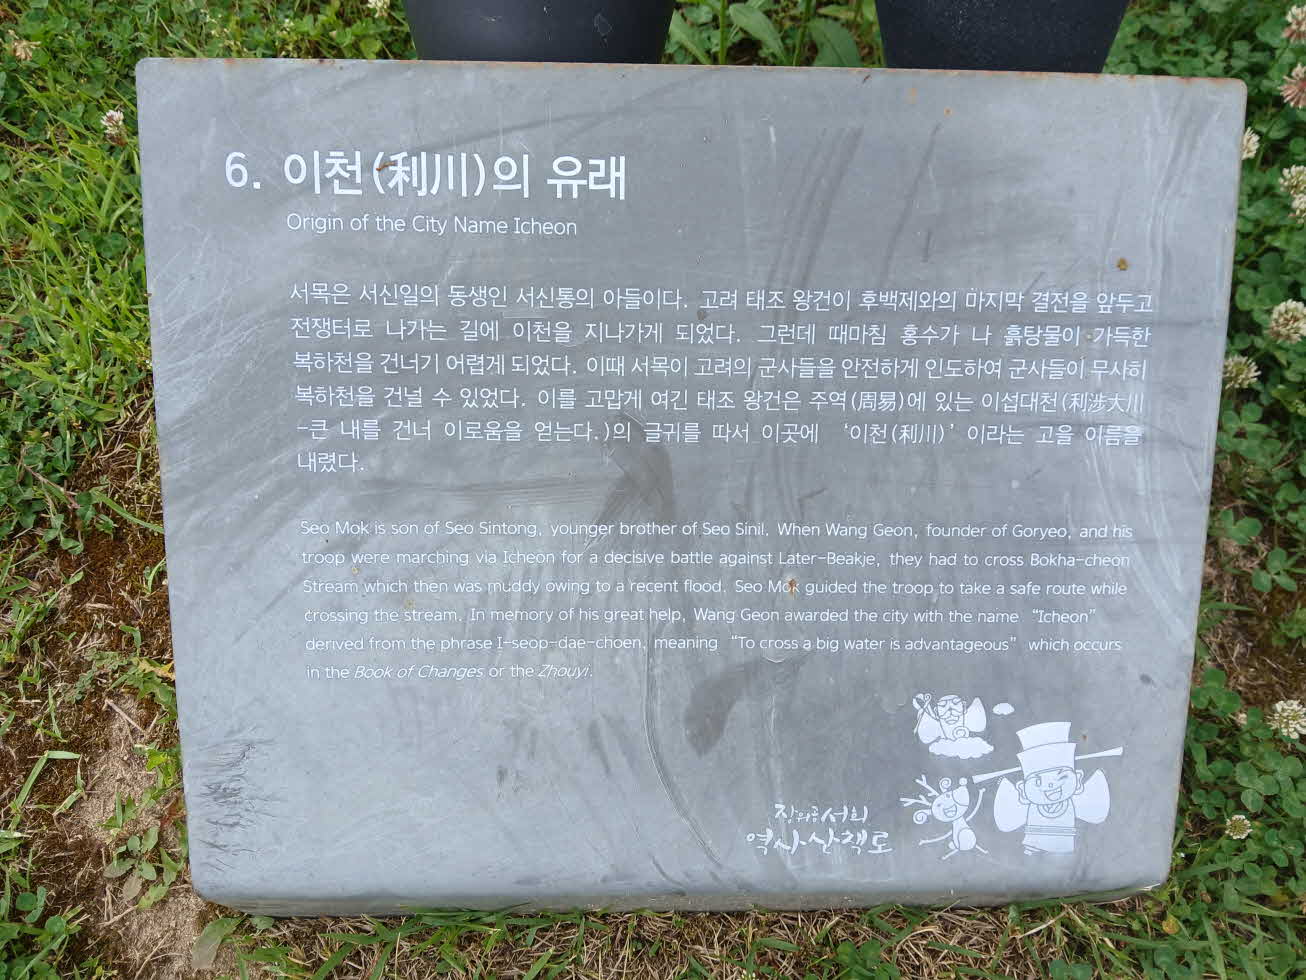 6. 이천(利川)의 유래
Origin of the City Name Icheon
서목은 서신일의 동생인 서신통의 아들이다. 고려 태조 왕건이 후백제와의 마지막 결전을 앞두고
전쟁터로 나가는 길에 이천을 지나가게 되었다. 그런데 때마침 홍수가 나 흙탕물이 가득한
복하천을 건너기 어렵게 되었다. 이때 서목이 고려의 군사들을 안전하게 인도하여 군사들이 무사히
복하천을 건널 수 있었다. 이를 고맙게 여긴 태조 왕건은 주역(周易)에 있는 이섭대천(利涉大川
-큰 내를 건너 이로움을 얻는다.)의 글귀를 따서 이곳에 ‘이천(利川)’이라는 고을 이름을
내렸다.
Seo Mok is son of Seo Sintong, younger brother of Seo Sinil. When Wang Geon, founder of Goryeo, and his
troop were marching via Icheon for a decisive battle against Later-Beakje, they had to cross Bokha-cheon
Stream which then was muddy owing to a recent flood. Seo Mok guided the troop to take a safe route while
crossing the stream. In memory of his great help, Wang Geon awarded the city with the name “Icheon”
derived from the phrase I-seop-dae-choen, meaning “To cross a big water is advantageous” which occurs
in the Book of Changes or the Zhouyi.
장위공서희
역사산책로